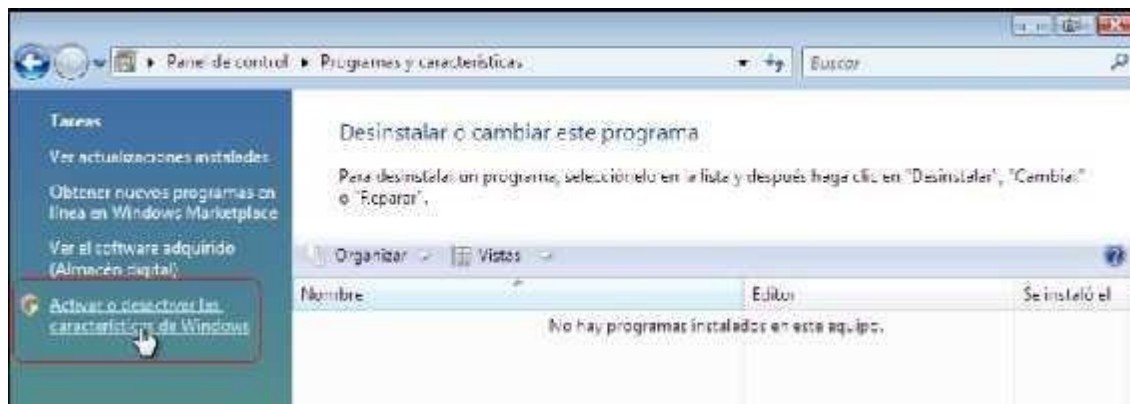 Panel de control ▸ Programas y características
Buscar
Tareas
Ver actualizaciones instaladas
Obtener nuevos programas en
línea en Windows Marketplace
Ver el software adquirido
(Almacén digital)
Activar o desactivar las
características de Windows
Desinstalar o cambiar este programa
Para desinstalar un programa, selecciónelo en la lista y después haga clic en "Desinstalar", "Cambiar"
o "Reparar".
Organizar
Vistas
Nombre
Editor
Se instaló el
No hay programas instalados en este equipo.